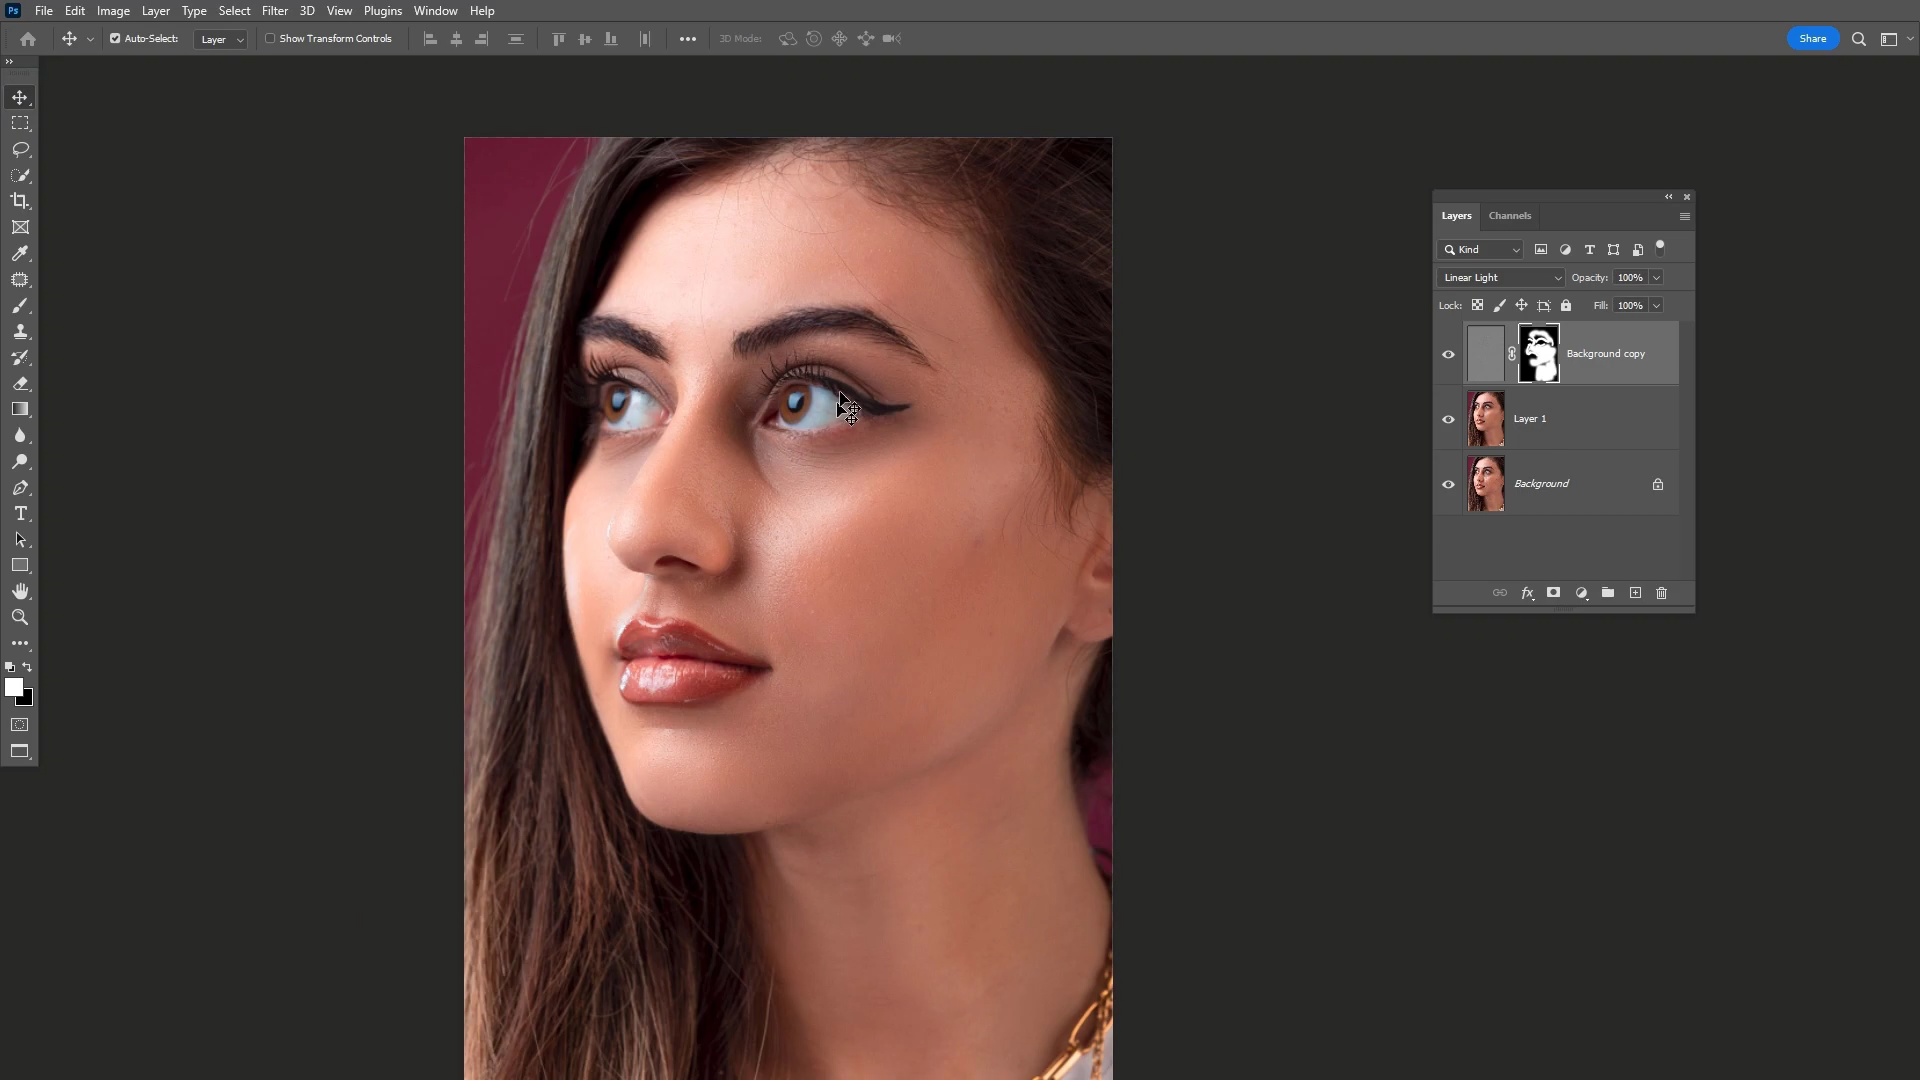 Ps File Edit Image Layer Type Select Filter 3D View Plugins Window Help
Auto-Select: Layer Show Transform Controls 3D Mode: Share
Layers Channels
Kind
Linear Light Opacity: 100%
Lock: Fill: 100%
Background copy
Layer 1
Background
fx